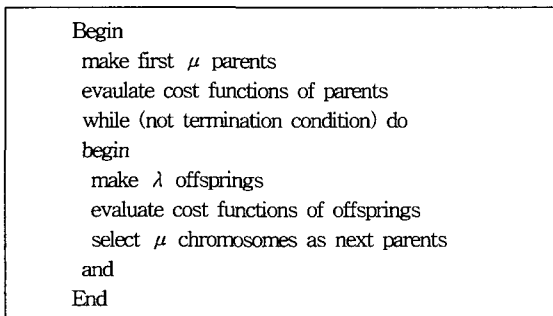 Begin
make first μ parents
evaulate cost functions of parents
while (not termination condition) do
begin
make λ offsprings
evaluate cost functions of offsprings
select μ chromosomes as next parents
and
End